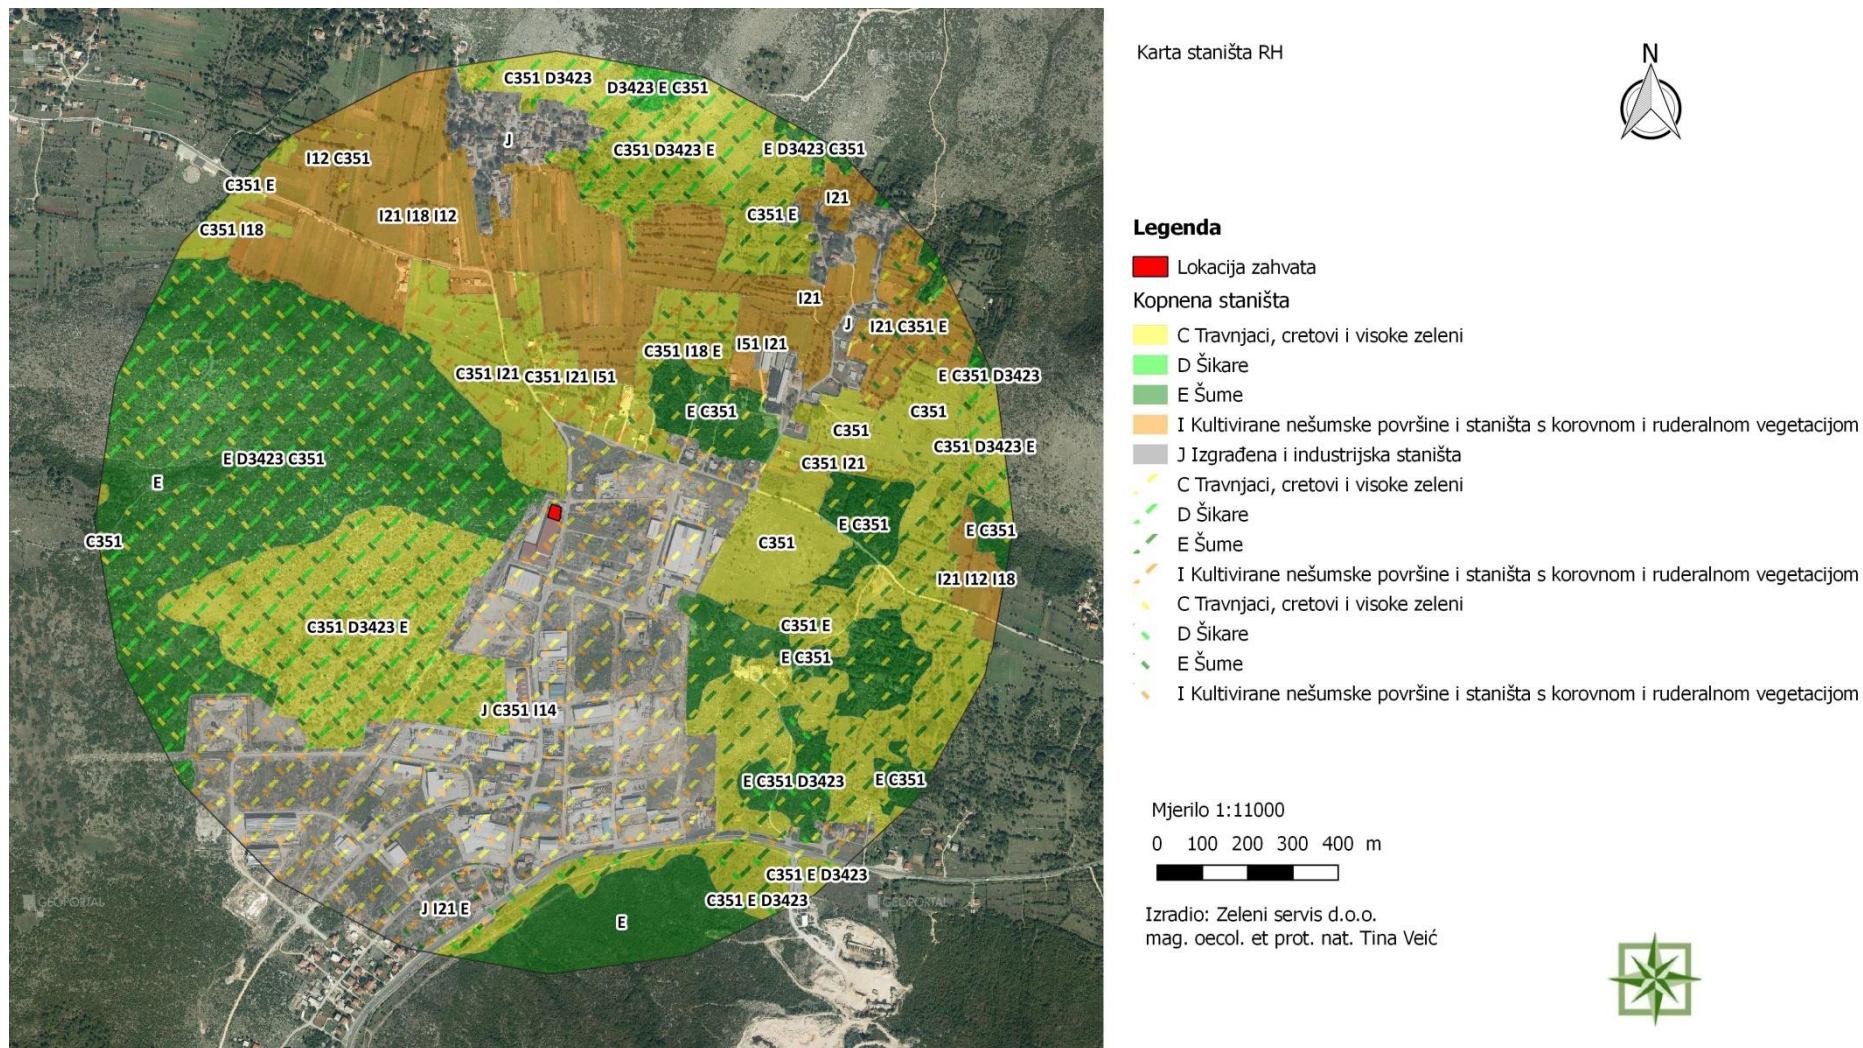 Karta staništa RH
N
Legenda
Lokacija zahvata
Kopnena staništa
C Travnjaci, cretovi i visoke zeleni
D Šikare
E Šume
I Kultivirane nešumske površine i staništa s korovnom i ruderalnom vegetacijom
J Izgrađena i industrijska staništa
C Travnjaci, cretovi i visoke zeleni
D Šikare
E Šume
I Kultivirane nešumske površine i staništa s korovnom i ruderalnom vegetacijom
C Travnjaci, cretovi i visoke zeleni
D Šikare
E Šume
I Kultivirane nešumske površine i staništa s korovnom i ruderalnom vegetacijom
Mjerilo 1:11000
0 100 200 300 400 m
Izradio: Zeleni servis d.o.o.
mag. oecol. et prot. nat. Tina Veić
C351 D3423
D3423 E C351
J
C351 D3423 E
E D3423 C351
I12 C351
C351 E
I21
I21 I18 I12
C351 E
C351 I18
I21
J
I21 C351 E
I51 I21
C351 I18 E
C351 I21
C351 I21 I51
E C351 D3423
E C351
C351
C351
C351 D3423 E
E D3423 C351
C351 I21
E
E C351
E C351
C351
C351
I21 I12 I18
C351 D3423 E
C351 E
E C351
J C351 I14
E C351 D3423
E C351
C351 E D3423
C351 E D3423
J I21 E
E
GEOPORTAL
GEOPORTAL